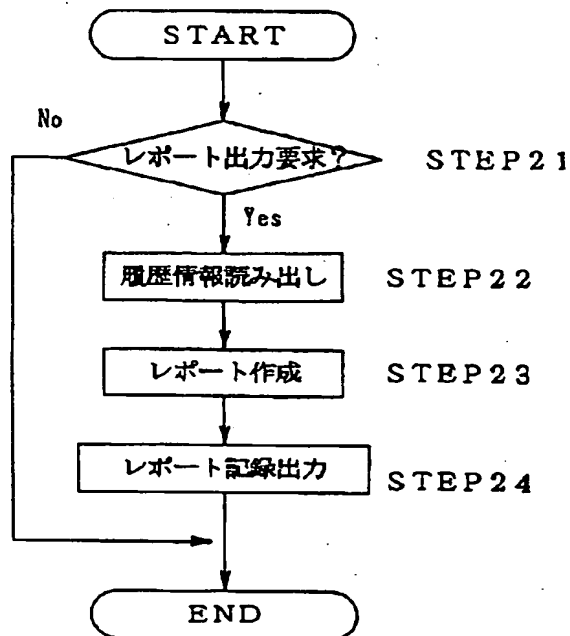 START
No
レポート出力要求？ STEP21
Yes
履歴情報読み出し STEP22
レポート作成 STEP23
レポート記録出力 STEP24
END